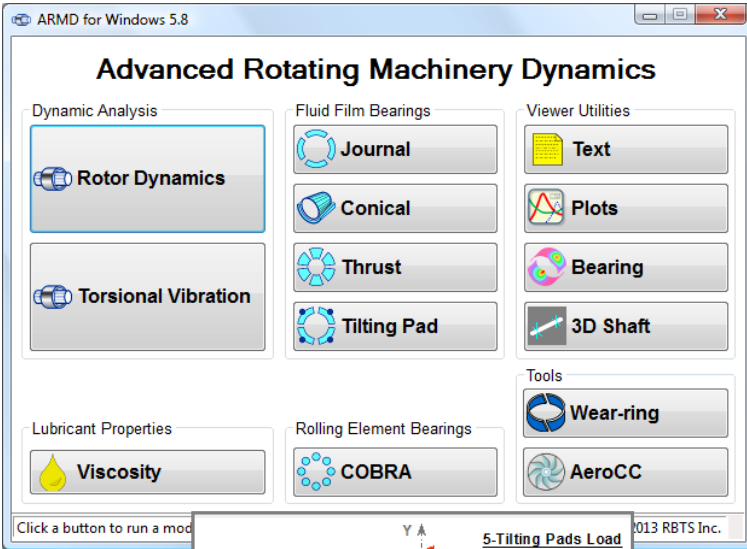 ARMD for Windows 5.8
Advanced Rotating Machinery Dynamics
Dynamic Analysis
Rotor Dynamics
Torsional Vibration
Lubricant Properties
Viscosity
Fluid Film Bearings
Journal
Conical
Thrust
Tilting Pad
Rolling Element Bearings
COBRA
Viewer Utilities
Text
Plots
Bearing
3D Shaft
Tools
Wear-ring
AeroCC
Click a button to run a mod
Y
5-Tilting Pads Load
2013 RBTS Inc.